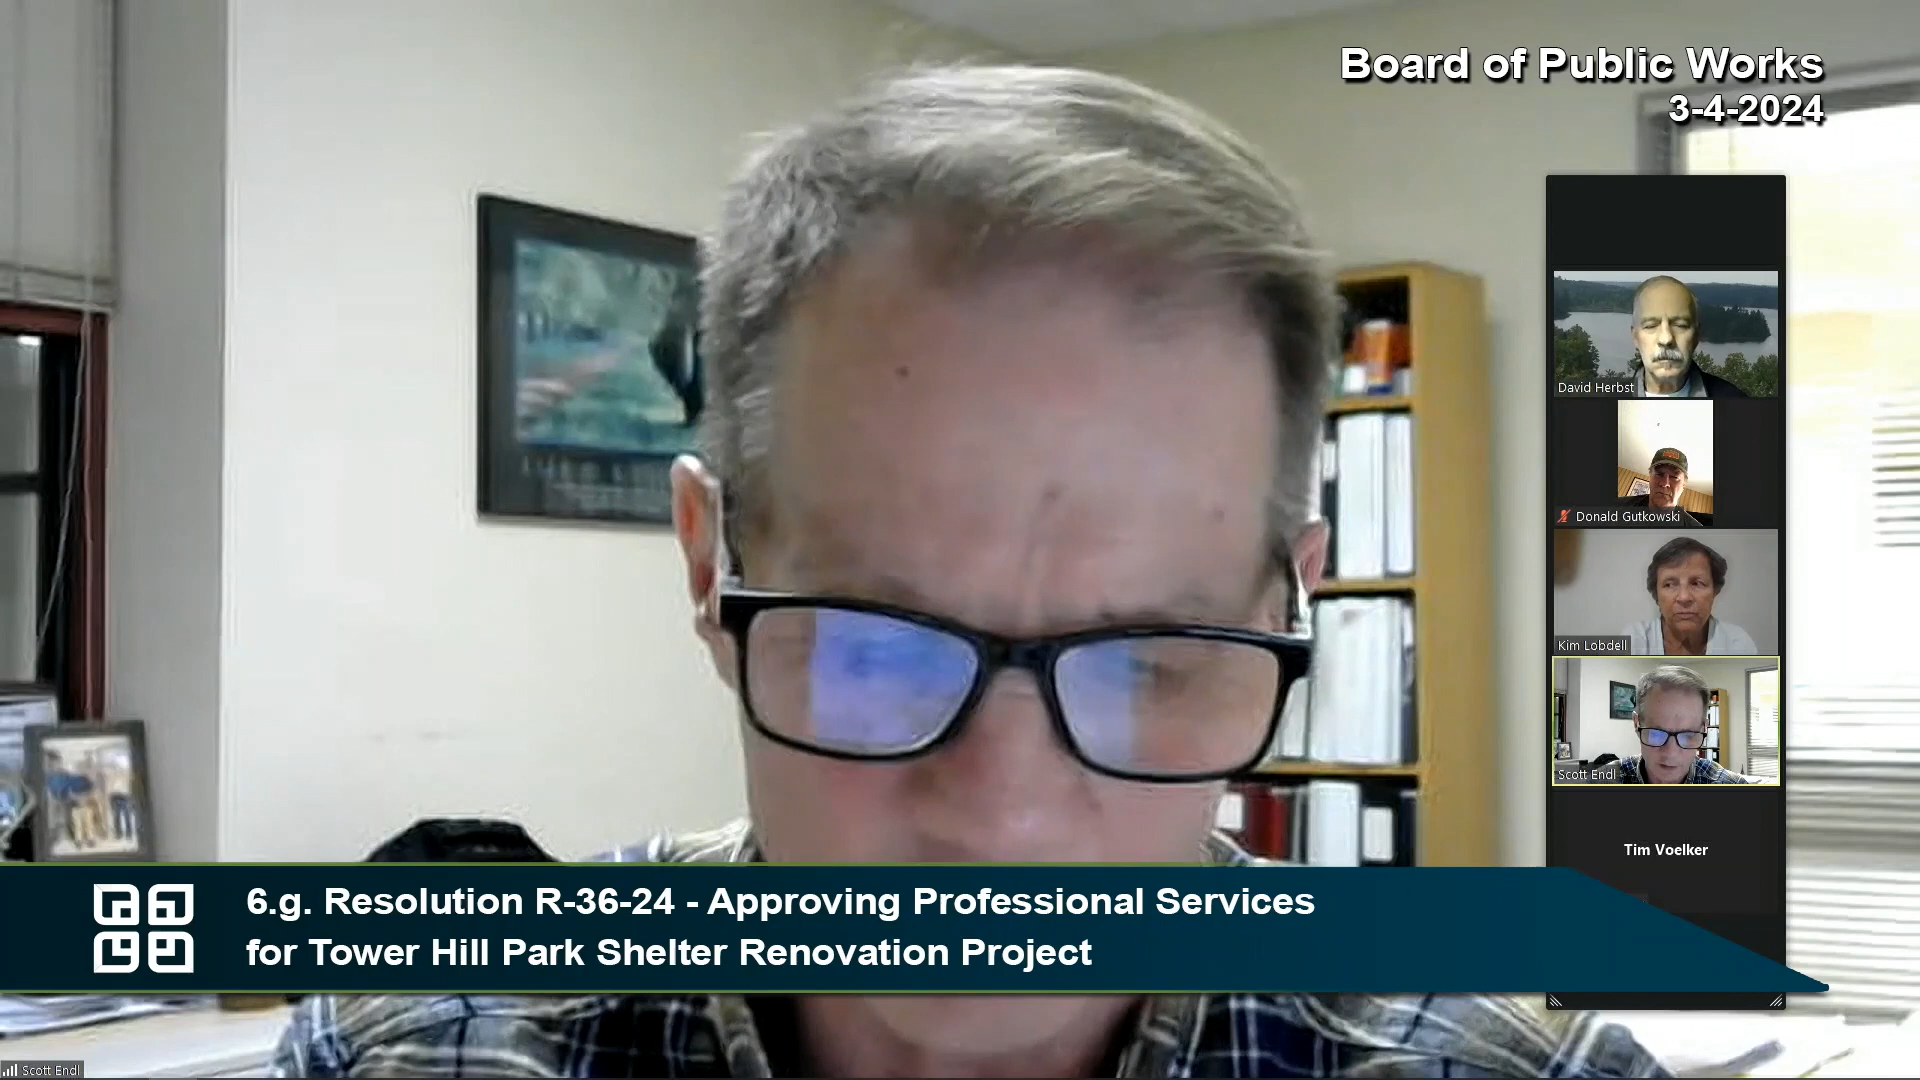 Board of Public Works
3-4-2024
David Herbst
Donald Gutkowski
Kim Lobdell
Scott Endl
Tim Voelker
6.g. Resolution R-36-24 - Approving Professional Services
for Tower Hill Park Shelter Renovation Project
Scott Endl